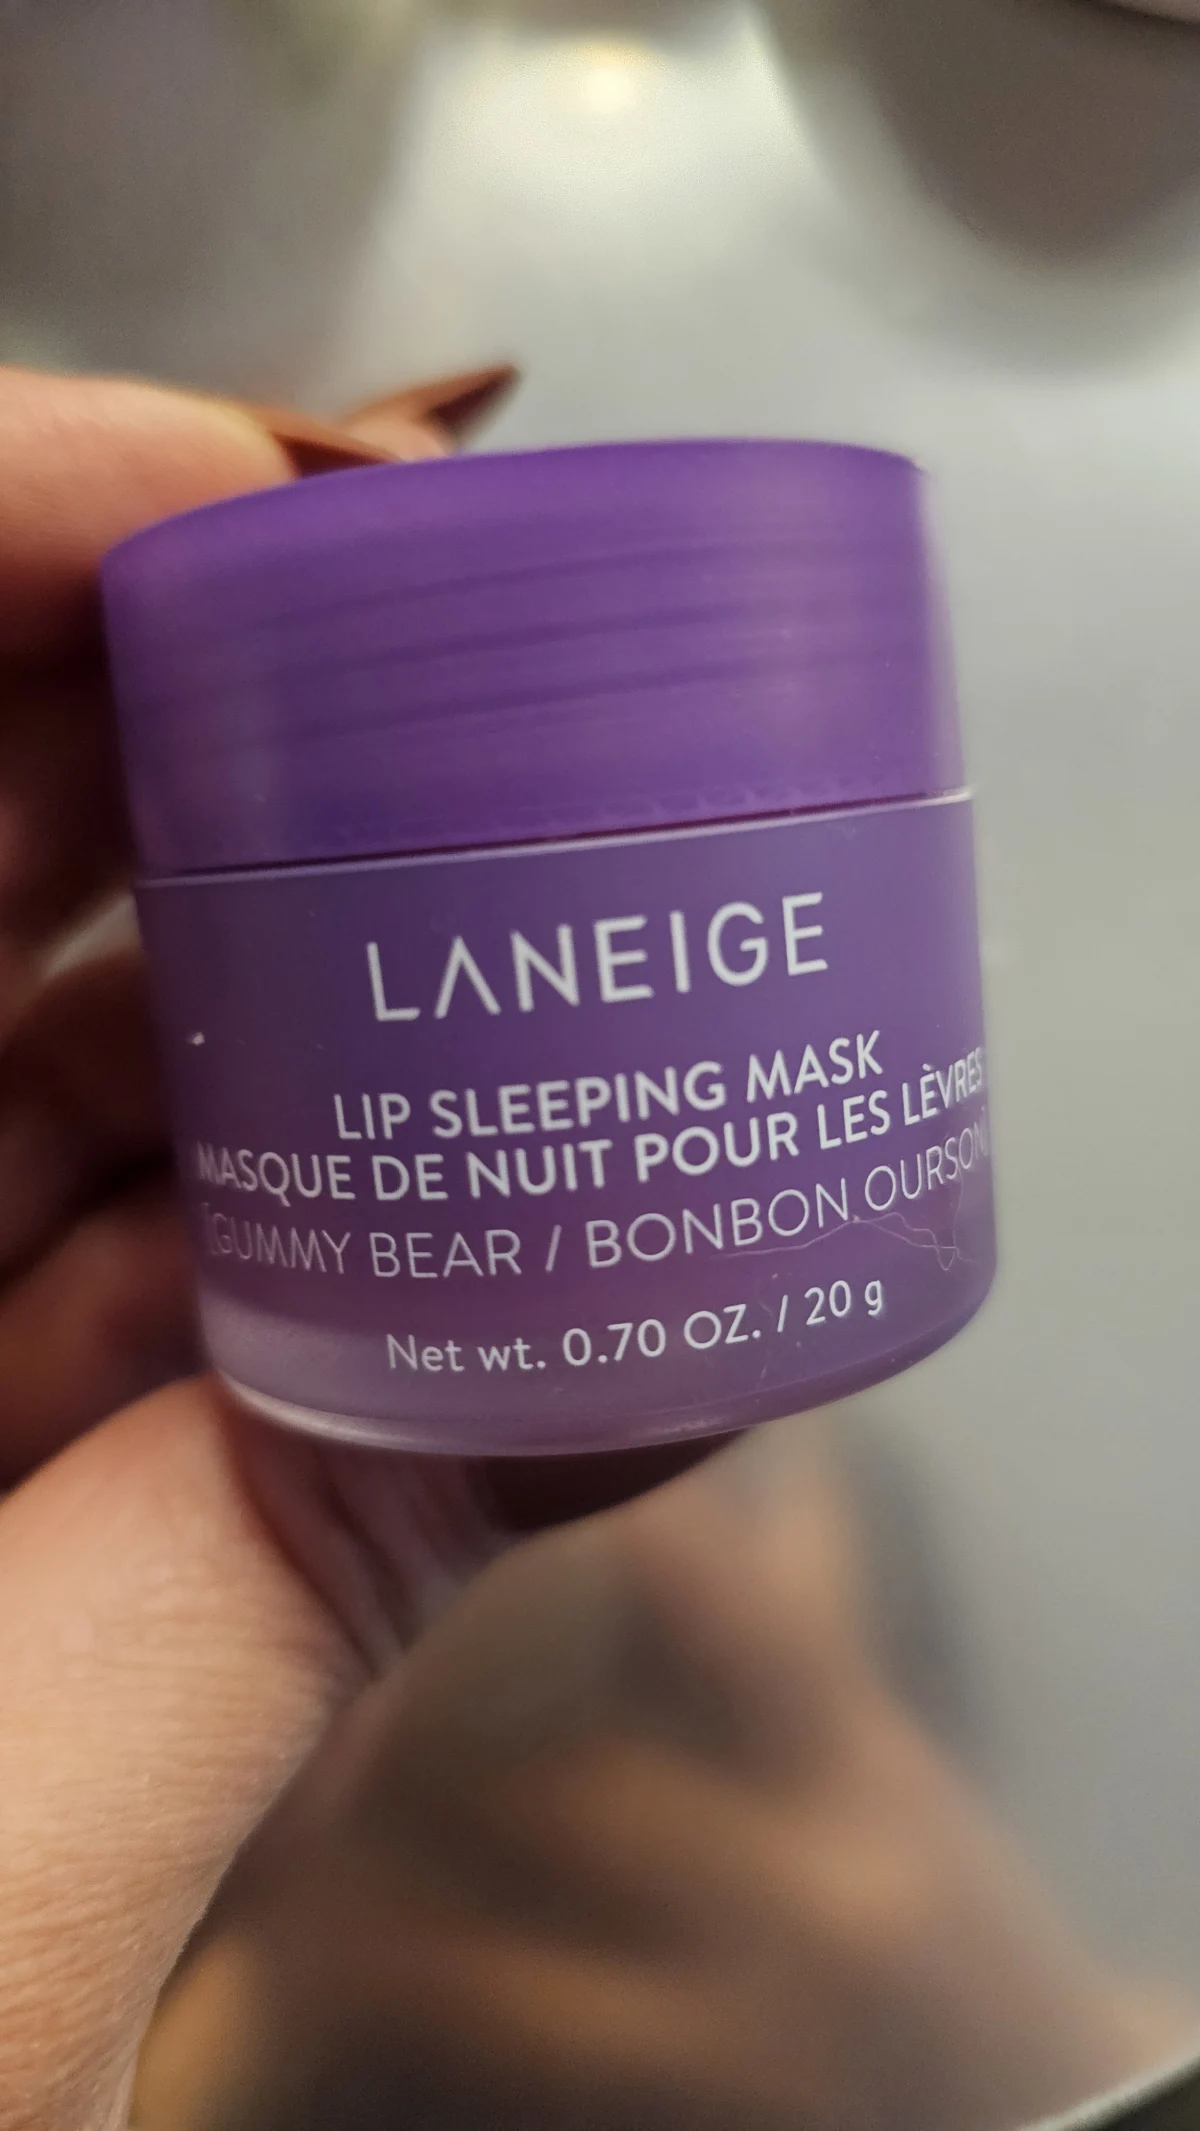 LANEIGE
LIP SLEEPING MASK
MASQUE DE NUIT POUR LES LÈVRES
[GUMMY BEAR / BONBON OURSON]
Net wt. 0.70 OZ. / 20 g